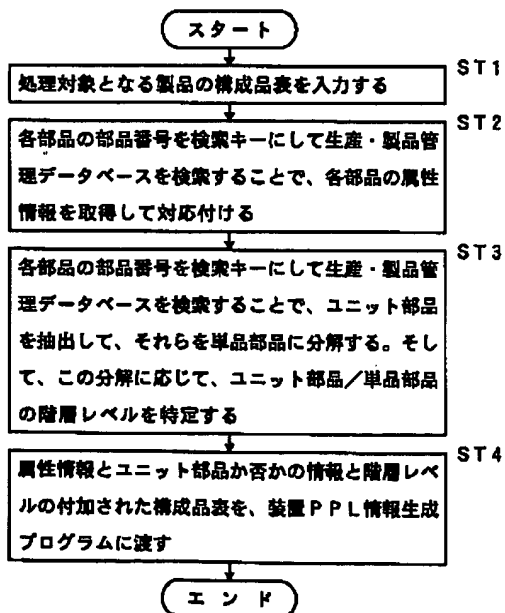 スタート
ST1
処理対象となる製品の構成品表を入力する
ST2
各部品の部品番号を検索キーにして生産・製品管
理データベースを検索することで、各部品の属性
情報を取得して対応付ける
ST3
各部品の部品番号を検索キーにして生産・製品管
理データベースを検索することで、ユニット部品
を抽出して、それらを単品部品に分解する。そし
て、この分解に応じて、ユニット部品／単品部品
の階層レベルを特定する
ST4
属性情報とユニット部品か否かの情報と階層レベ
ルの付加された構成品表を、装置PPL情報生成
プログラムに渡す
エンド